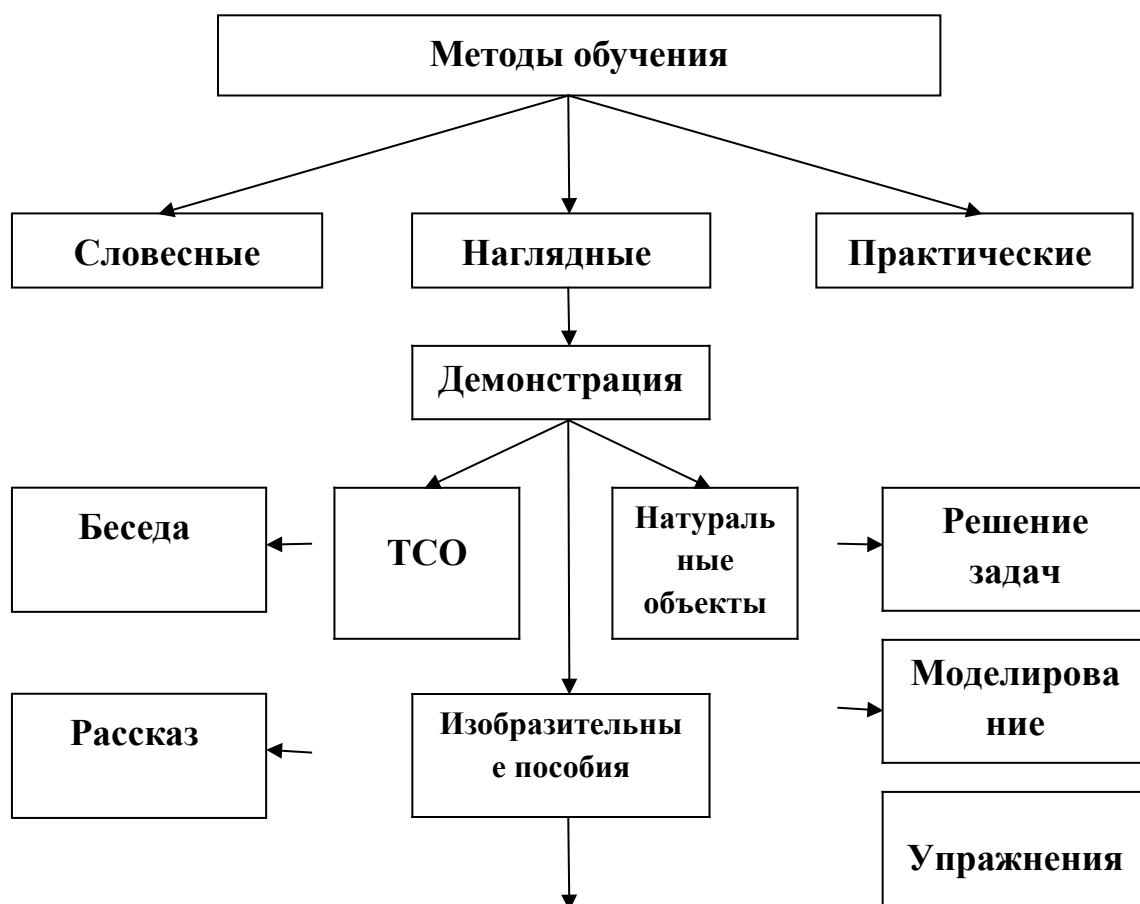 Методы обучения
Словесные
Наглядные
Практические
Демонстрация
Беседа
ТСО
Натураль
ные
объекты
Решение
задач
Рассказ
Изобразительны
е пособия
Моделирова
ние
Упражнения